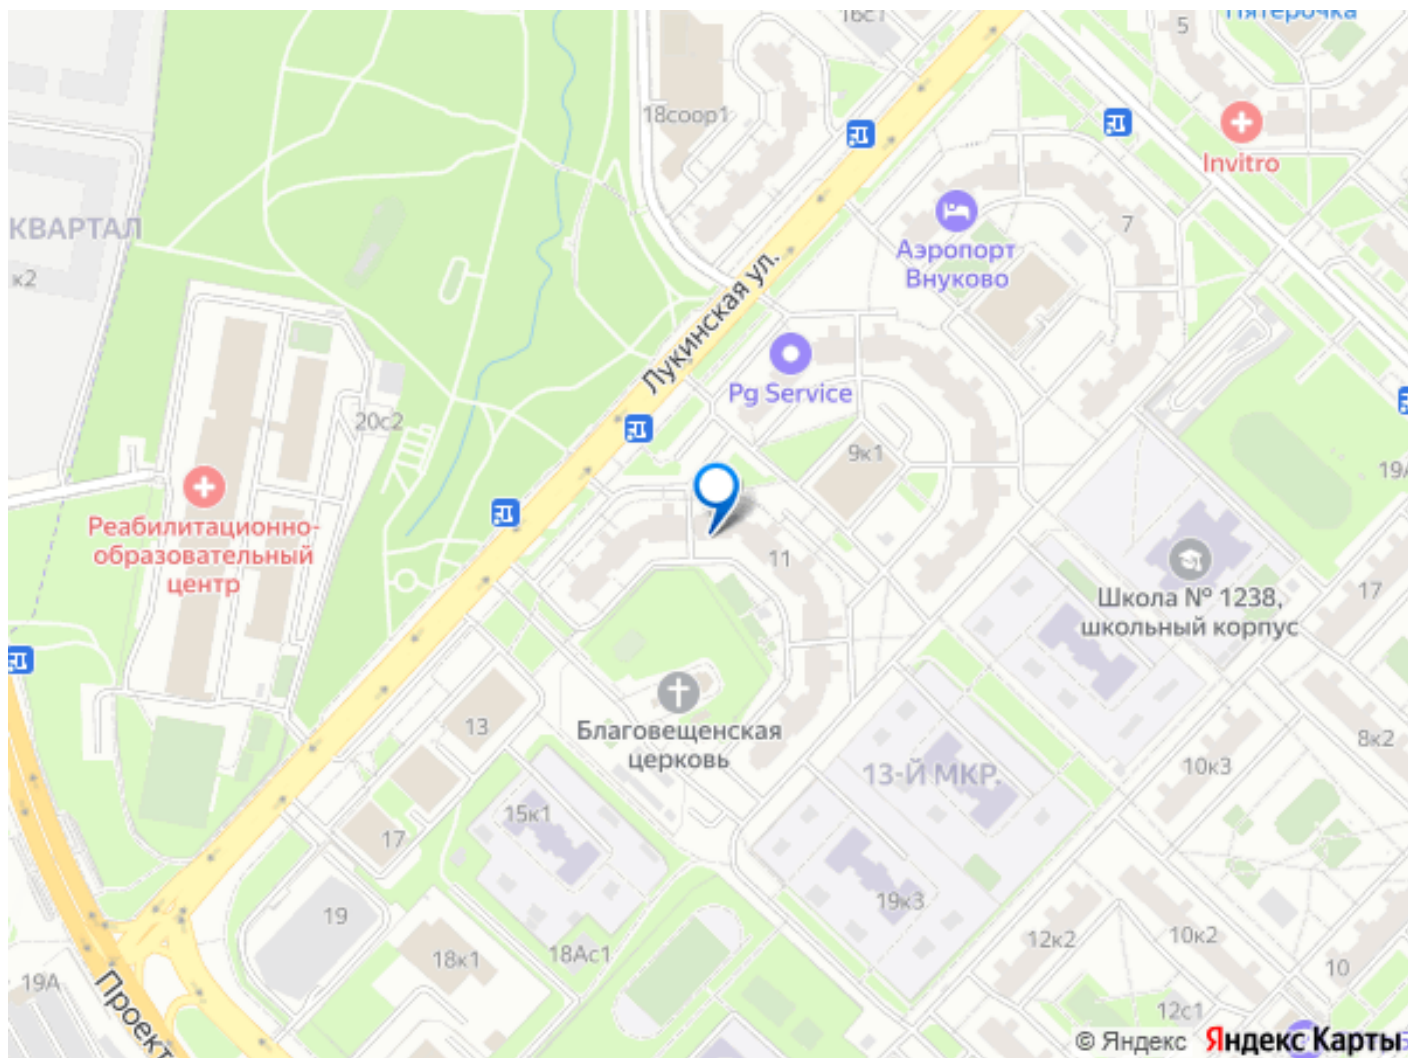 16с1
5
Пятерочка
18соор1
Invitro
7
КВАРТАЛ
к2
Аэропорт
Внуково
Лукинская ул.
Pg Service
20с2
9к1
19А
Реабилитационно-
образовательный
центр
11
Школа № 1238,
школьный корпус
17
13
Благовещенская
церковь
8к2
10к3
13-Й МКР.
15к1
17
19к3
19
18Ас1
18к1
12к2
10к2
10
19А
Проект
12с1
© Яндекс
Яндекс Карты